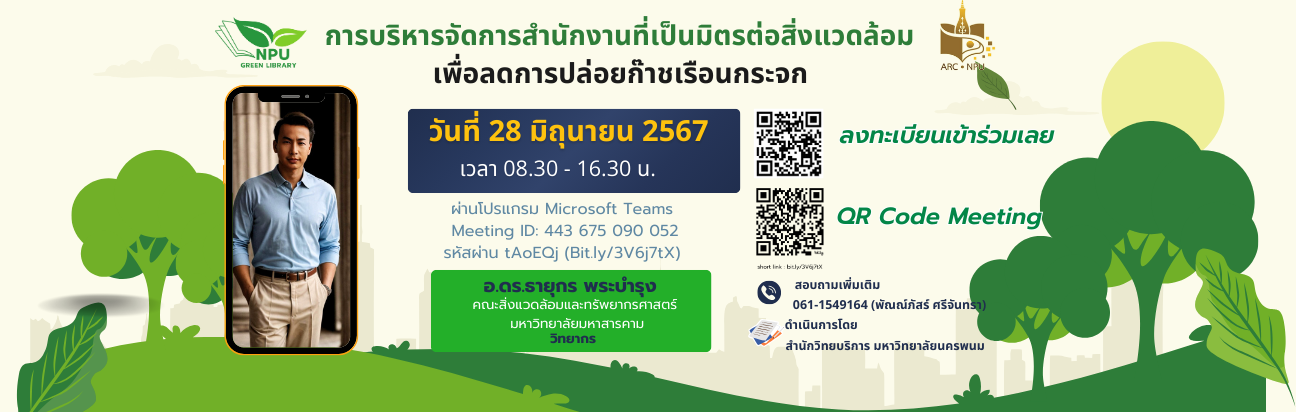 NPU
GREEN LIBRARY
การบริหารจัดการสำนักงานที่เป็นมิตรต่อสิ่งแวดล้อม
เพื่อลดการปล่อยก๊าซเรือนกระจก
ARC • NPU
วันที่ 28 มิถุนายน 2567
เวลา 08.30 - 16.30 น.
ผ่านโปรแกรม Microsoft Teams
Meeting ID: 443 675 090 052
รหัสผ่าน tAoEQj (Bit.ly/3V6j7tX)
อ.ดร.ธายุกร พระบำรุง
คณะสิ่งแวดล้อมและทรัพยากรศาสตร์
มหาวิทยาลัยมหาสารคาม
วิทยากร
ลงทะเบียนเข้าร่วมเลย
QR Code Meeting
short link : bit.ly/3V6j7tX
สอบถามเพิ่มเติม
061-1549164 (พัณณ์ภัสร์ ศรีจันทรา)
ดำเนินการโดย
สำนักวิทยบริการ มหาวิทยาลัยนครพนม